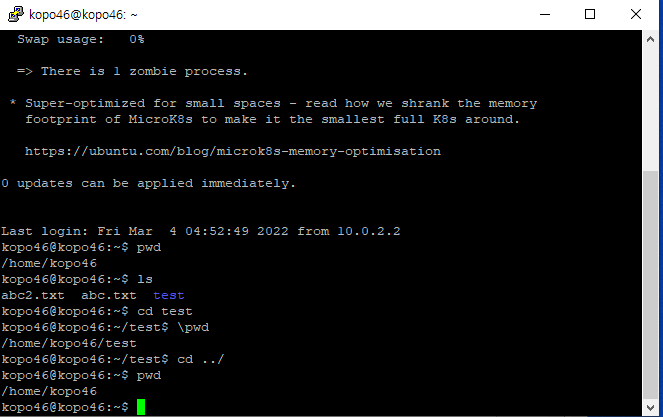 kopo46@kopo46: ~
Swap usage:   0%
=> There is 1 zombie process.
* Super-optimized for small spaces - read how we shrank the memory
footprint of MicroK8s to make it the smallest full K8s around.
https://ubuntu.com/blog/microk8s-memory-optimisation
0 updates can be applied immediately.
Last login: Fri Mar  4 04:52:49 2022 from 10.0.2.2
kopo46@kopo46:~$ pwd
/home/kopo46
kopo46@kopo46:~$ ls
abc2.txt  abc.txt  test
kopo46@kopo46:~$ cd test
kopo46@kopo46:~/test$ \pwd
/home/kopo46/test
kopo46@kopo46:~/test$ cd ../
kopo46@kopo46:~$ pwd
/home/kopo46
kopo46@kopo46:~$